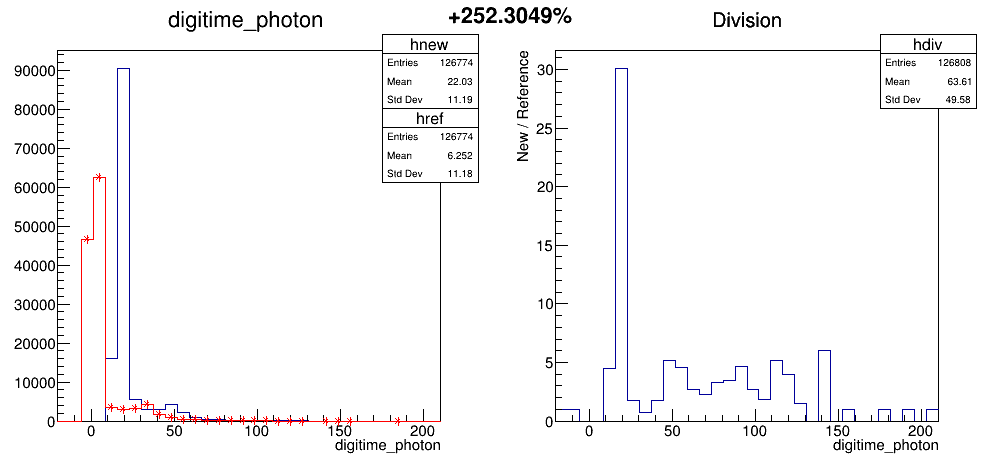 digitime_photon
+252.3049%
Division
hnew
Entries 126774
Mean 22.03
Std Dev 11.19
href
Entries 126774
Mean 6.252
Std Dev 11.18
90000
80000
70000
60000
50000
40000
30000
20000
10000
0
0 50 100 150 200
digitime_photon
hdiv
Entries 126808
Mean 63.61
Std Dev 49.58
New / Reference
30
25
20
15
10
5
0
0 50 100 150 200
digitime_photon